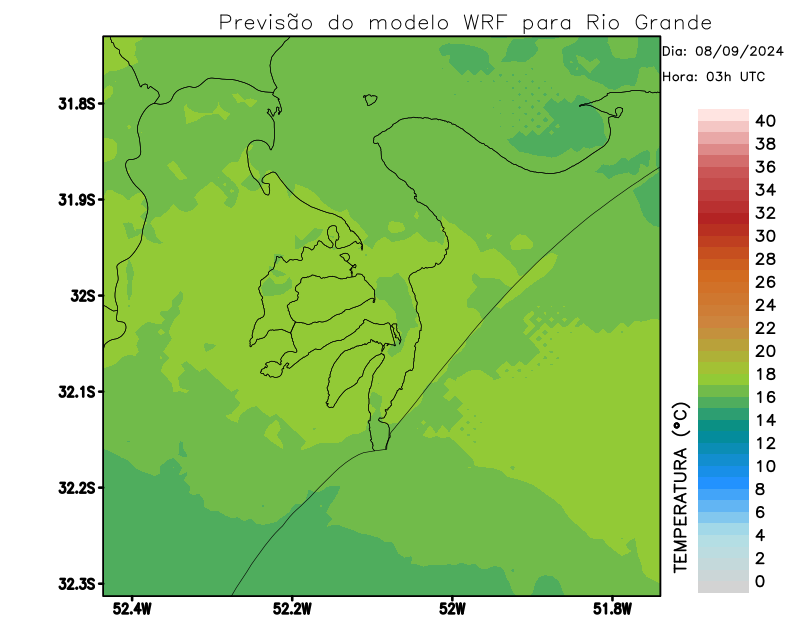 Previsão do modelo WRF para Rio Grande
Dia: 08/09/2024
Hora: 03h UTC
31.8S
31.9S
32S
32.1S
32.2S
32.3S
52.4W
52.2W
52W
51.8W
TEMPERATURA (°C)
40
38
36
34
32
30
28
26
24
22
20
18
16
14
12
10
8
6
4
2
0